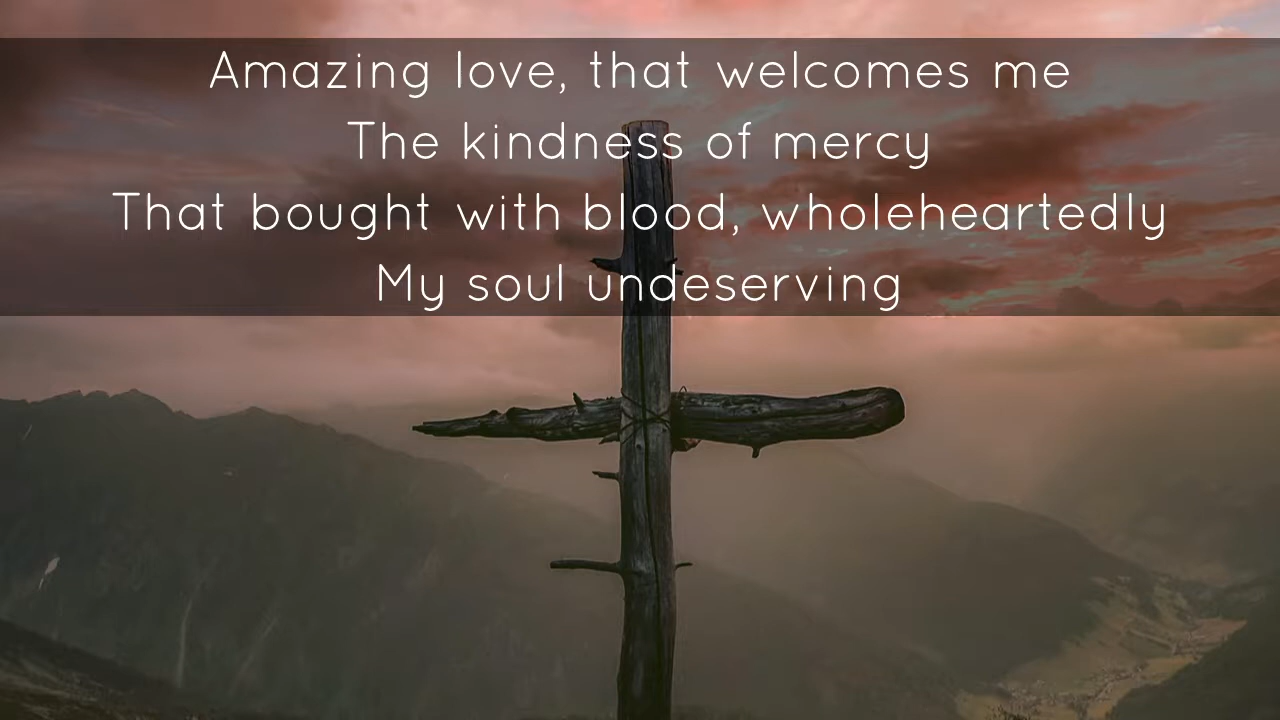 Amazing love, that welcomes me
The kindness of mercy
That bought with blood, wholeheartedly
My soul undeserving